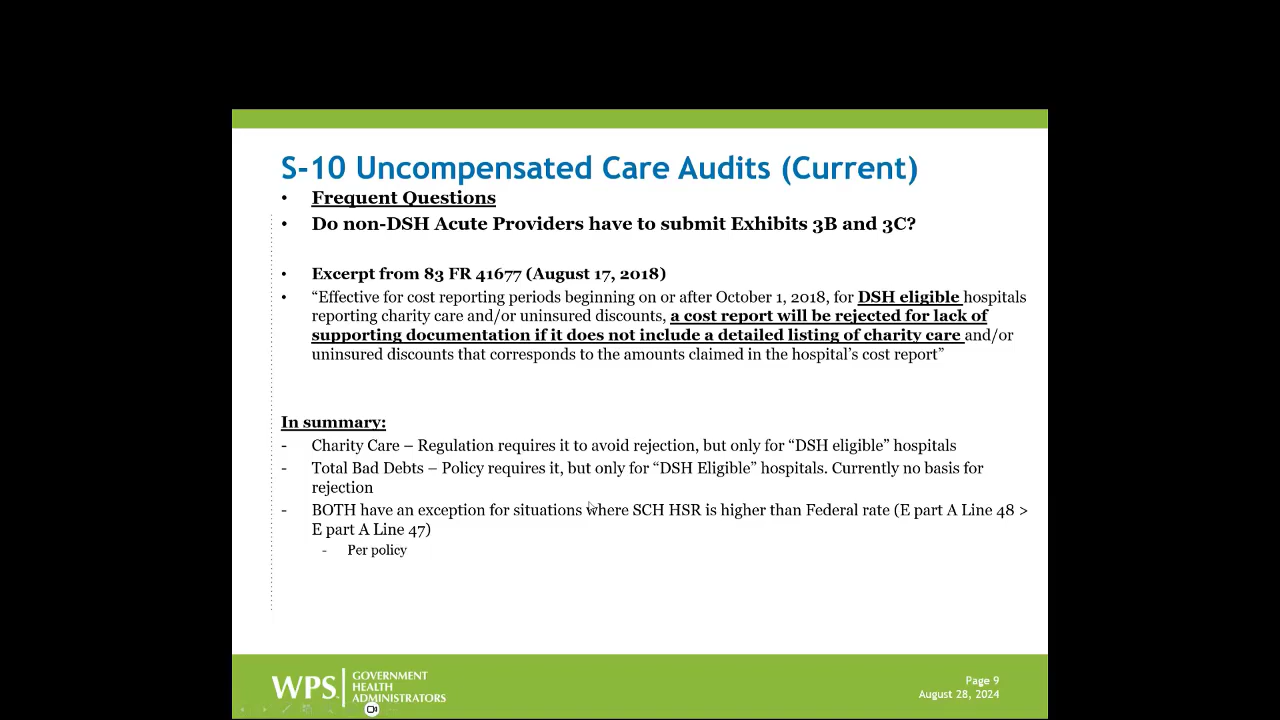 S-10 Uncompensated Care Audits (Current)
• Frequent Questions
• Do non-DSH Acute Providers have to submit Exhibits 3B and 3C?
• Excerpt from 83 FR 41677 (August 17, 2018)
• “Effective for cost reporting periods beginning on or after October 1, 2018, for DSH eligible hospitals
reporting charity care and/or uninsured discounts, a cost report will be rejected for lack of
supporting documentation if it does not include a detailed listing of charity care and/or
uninsured discounts that corresponds to the amounts claimed in the hospital’s cost report”
In summary:
- Charity Care – Regulation requires it to avoid rejection, but only for “DSH eligible” hospitals
- Total Bad Debts – Policy requires it, but only for “DSH Eligible” hospitals. Currently no basis for
rejection
- BOTH have an exception for situations where SCH HSR is higher than Federal rate (E part A Line 48 >
E part A Line 47)
- Per policy
WPS
GOVERNMENT
HEALTH
ADMINISTRATORS
Page 9
August 28, 2024